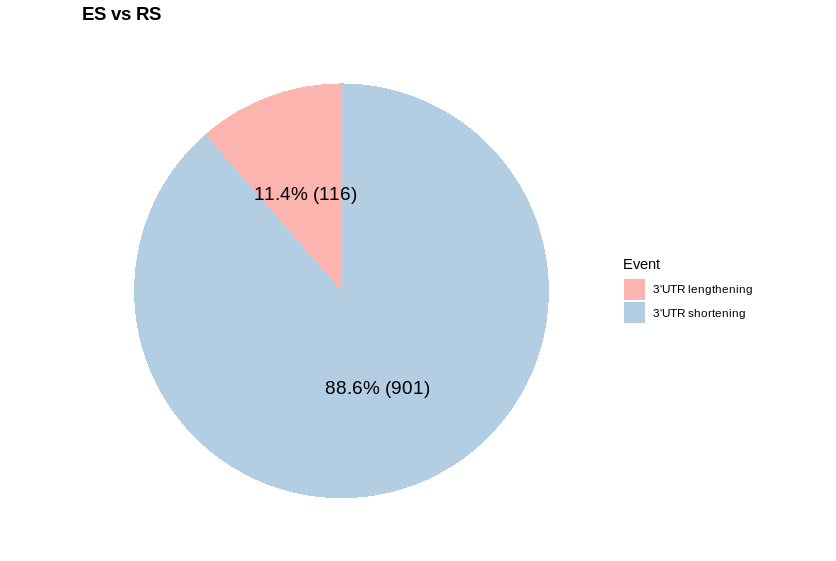 ES vs RS
11.4% (116)
88.6% (901)
Event
3'UTR lengthening
3'UTR shortening